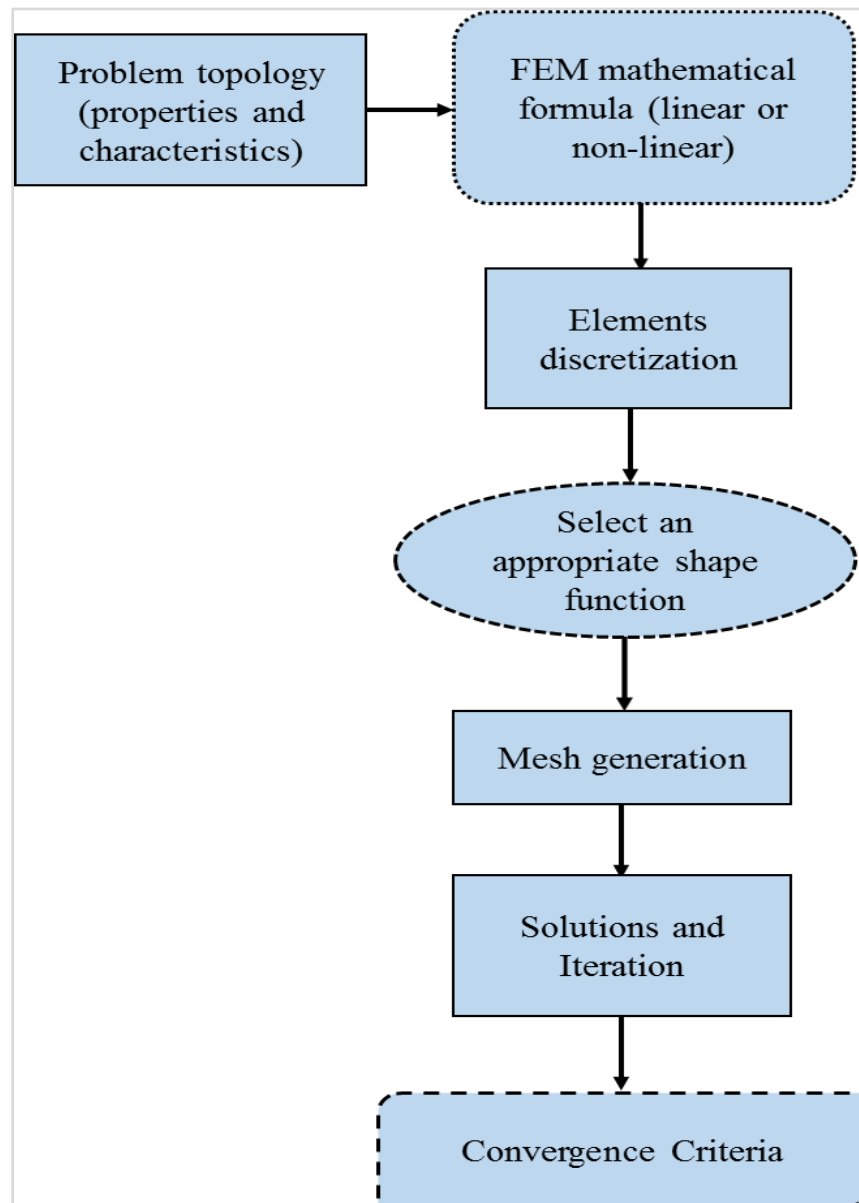 Problem topology
(properties and
characteristics)
FEM mathematical
formula (linear or
non-linear)
Elements
discretization
Select an
appropriate shape
function
Mesh generation
Solutions and
Iteration
Convergence Criteria